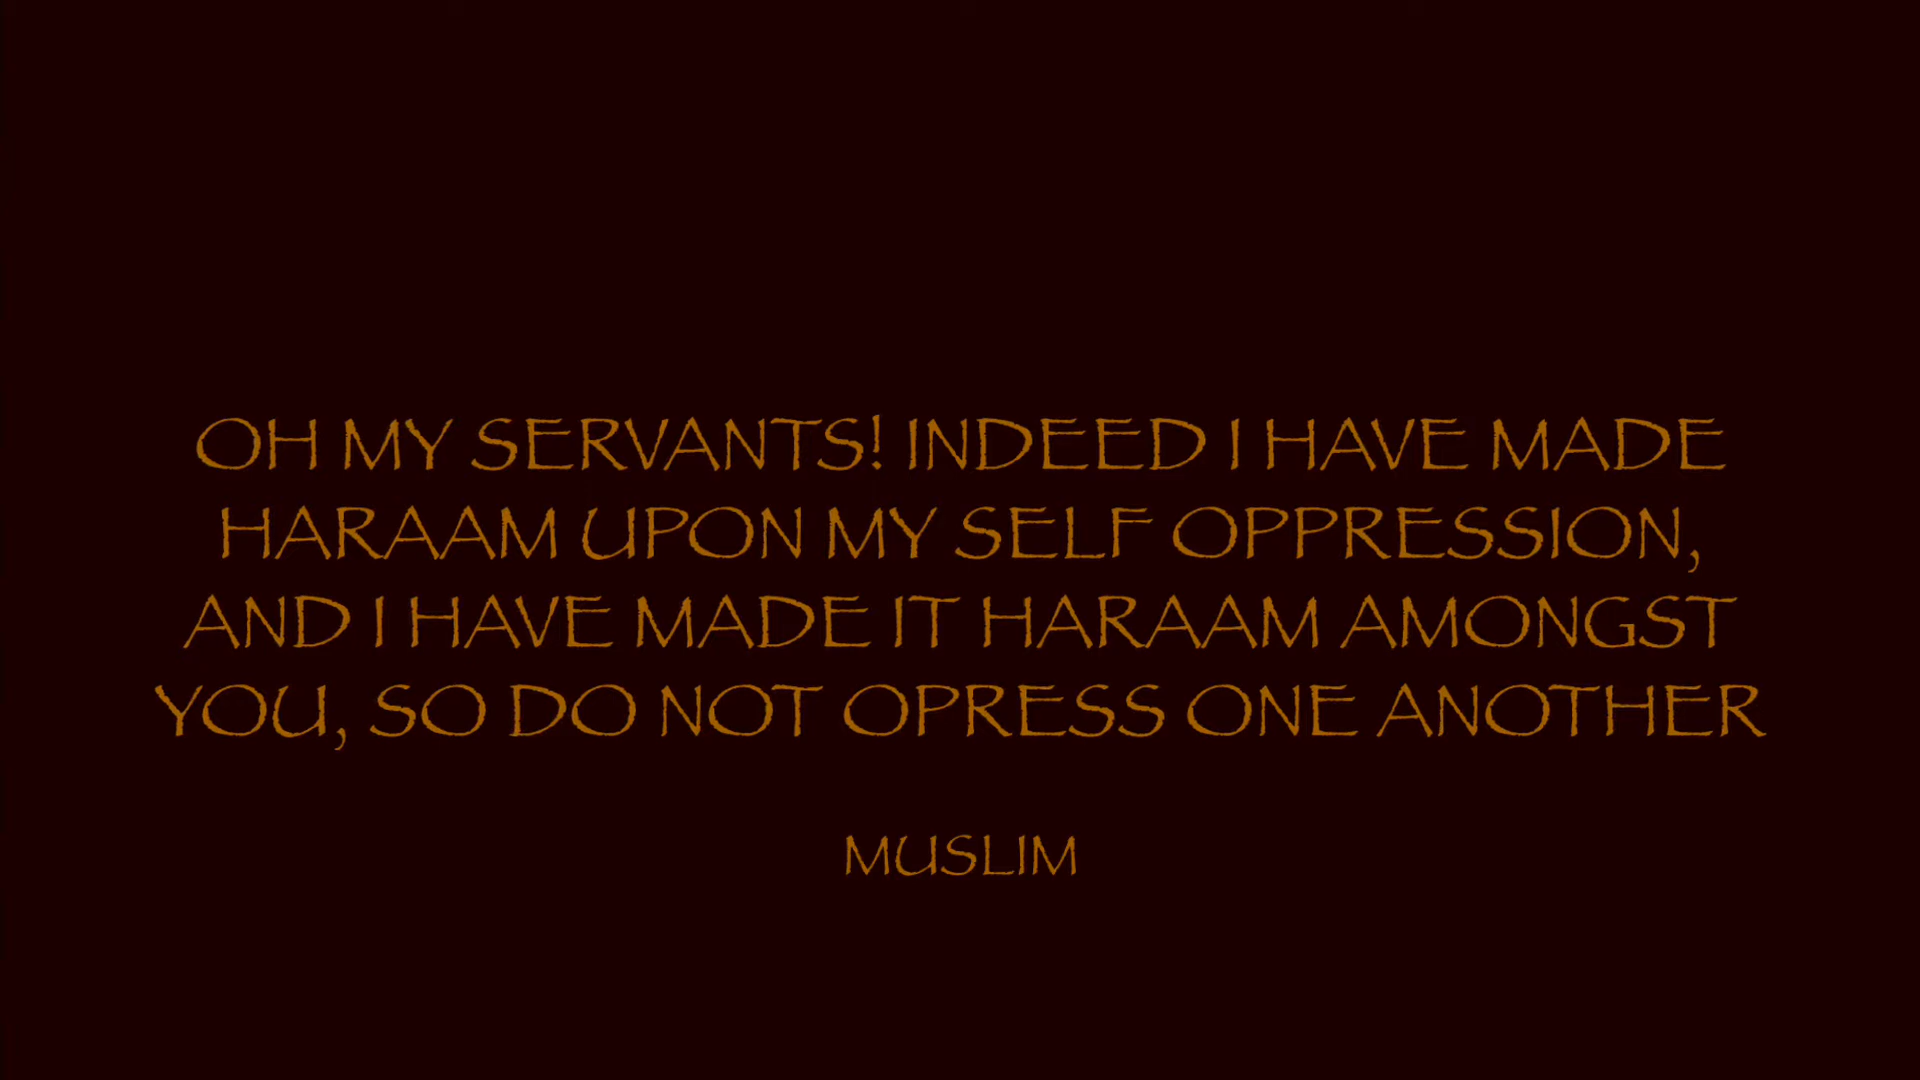 OH MY SERVANTS! INDEED I HAVE MADE
HARAAM UPON MY SELF OPPRESSION,
AND I HAVE MADE IT HARAAM AMONGST
YOU, SO DO NOT OPRESS ONE ANOTHER
MUSLIM